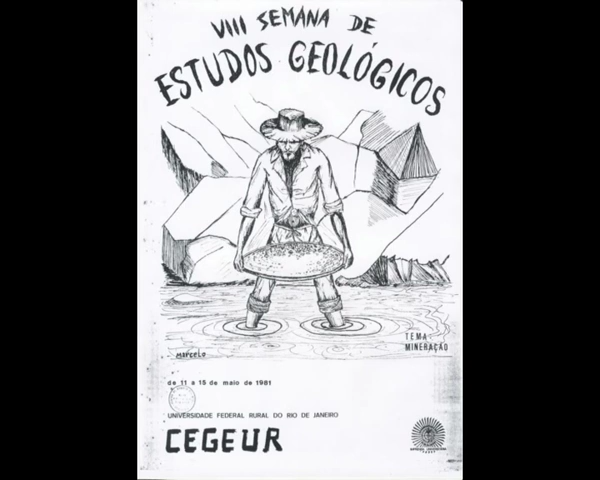 VIII SEMANA DE
ESTUDOS GEOLÓGICOS
TEMA:
MINERAÇÃO
marcelo
de 11 a 15 de maio de 1981
UNIVERSIDADE FEDERAL RURAL DO RIO DE JANEIRO
CEGEUR